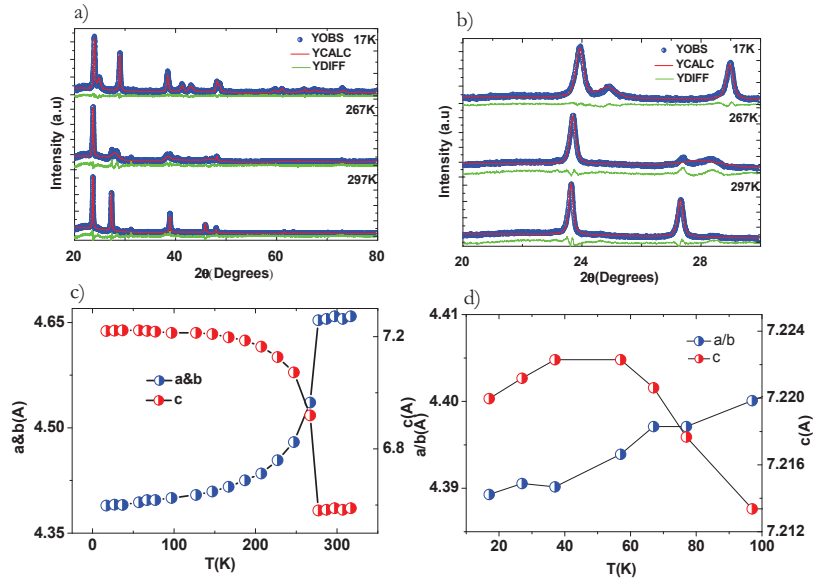 a)
YOBS 17K
YCALC
YDIFF
267K
297K
Intensity (a.u)
20 40 60 80
2θ(Degrees)
b)
YOBS 17K
YCALC
YDIFF
267K
297K
Intensity (a.u)
20 22 24 26 28
2θ(Degrees)
c)
4.65
4.50
4.35
a&b(A)
a&b
c
7.2
6.8
c(A)
0 100 200 300
T(K)
d)
4.41
4.40
4.39
a/b(A)
a/b
c
7.224
7.220
7.216
7.212
c(A)
20 40 60 80 100
T(K)